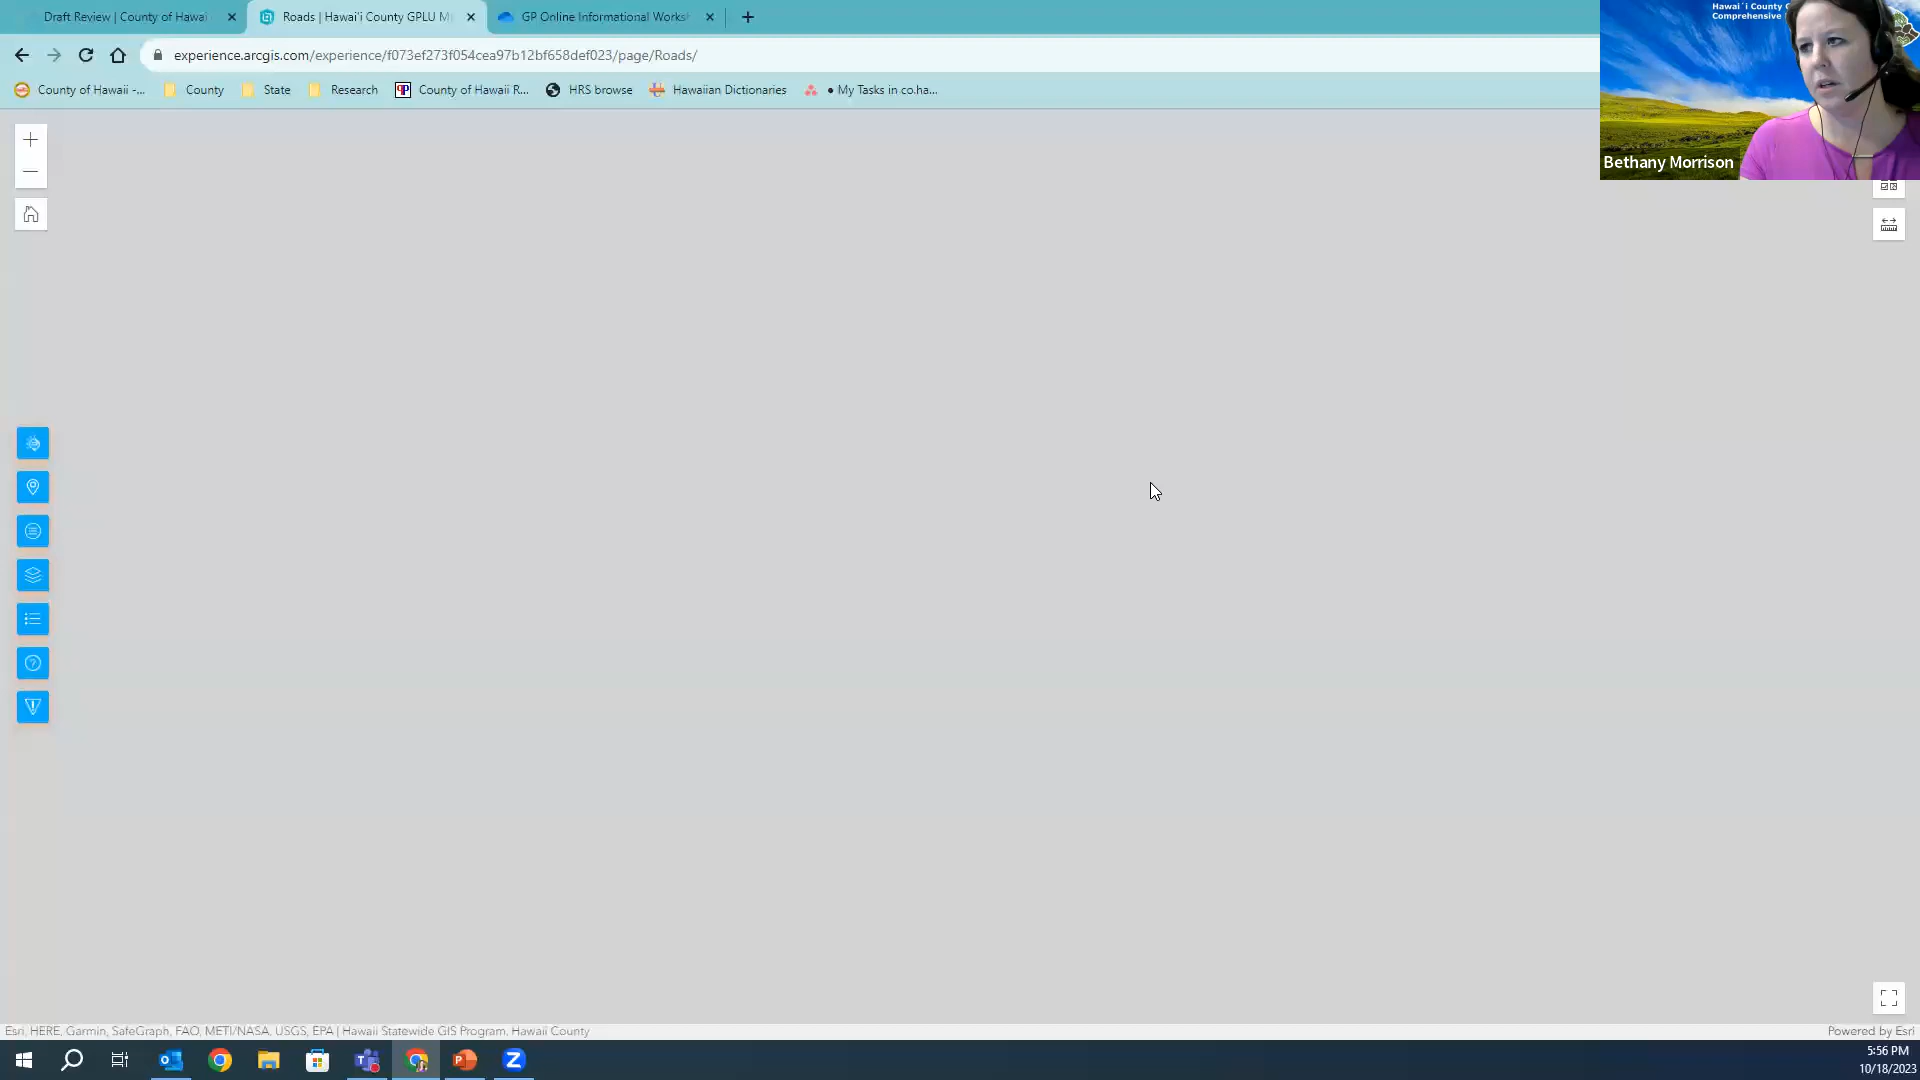 Draft Review | County of Hawai
Roads | Hawai'i County GPLU M
GP Online Informational Works
experience.arcgis.com/experience/f073ef273f054cea97b12bf658def023/page/Roads/
County of Hawaii -...
County
State
Research
County of Hawaii R...
HRS browse
Hawaiian Dictionaries
● My Tasks in co.ha...
Hawai`i County
Comprehensive
Bethany Morrison
Esri, HERE, Garmin, SafeGraph, FAO, METI/NASA, USGS, EPA | Hawaii Statewide GIS Program, Hawaii County
Powered by Esri
5:56 PM
10/18/2023